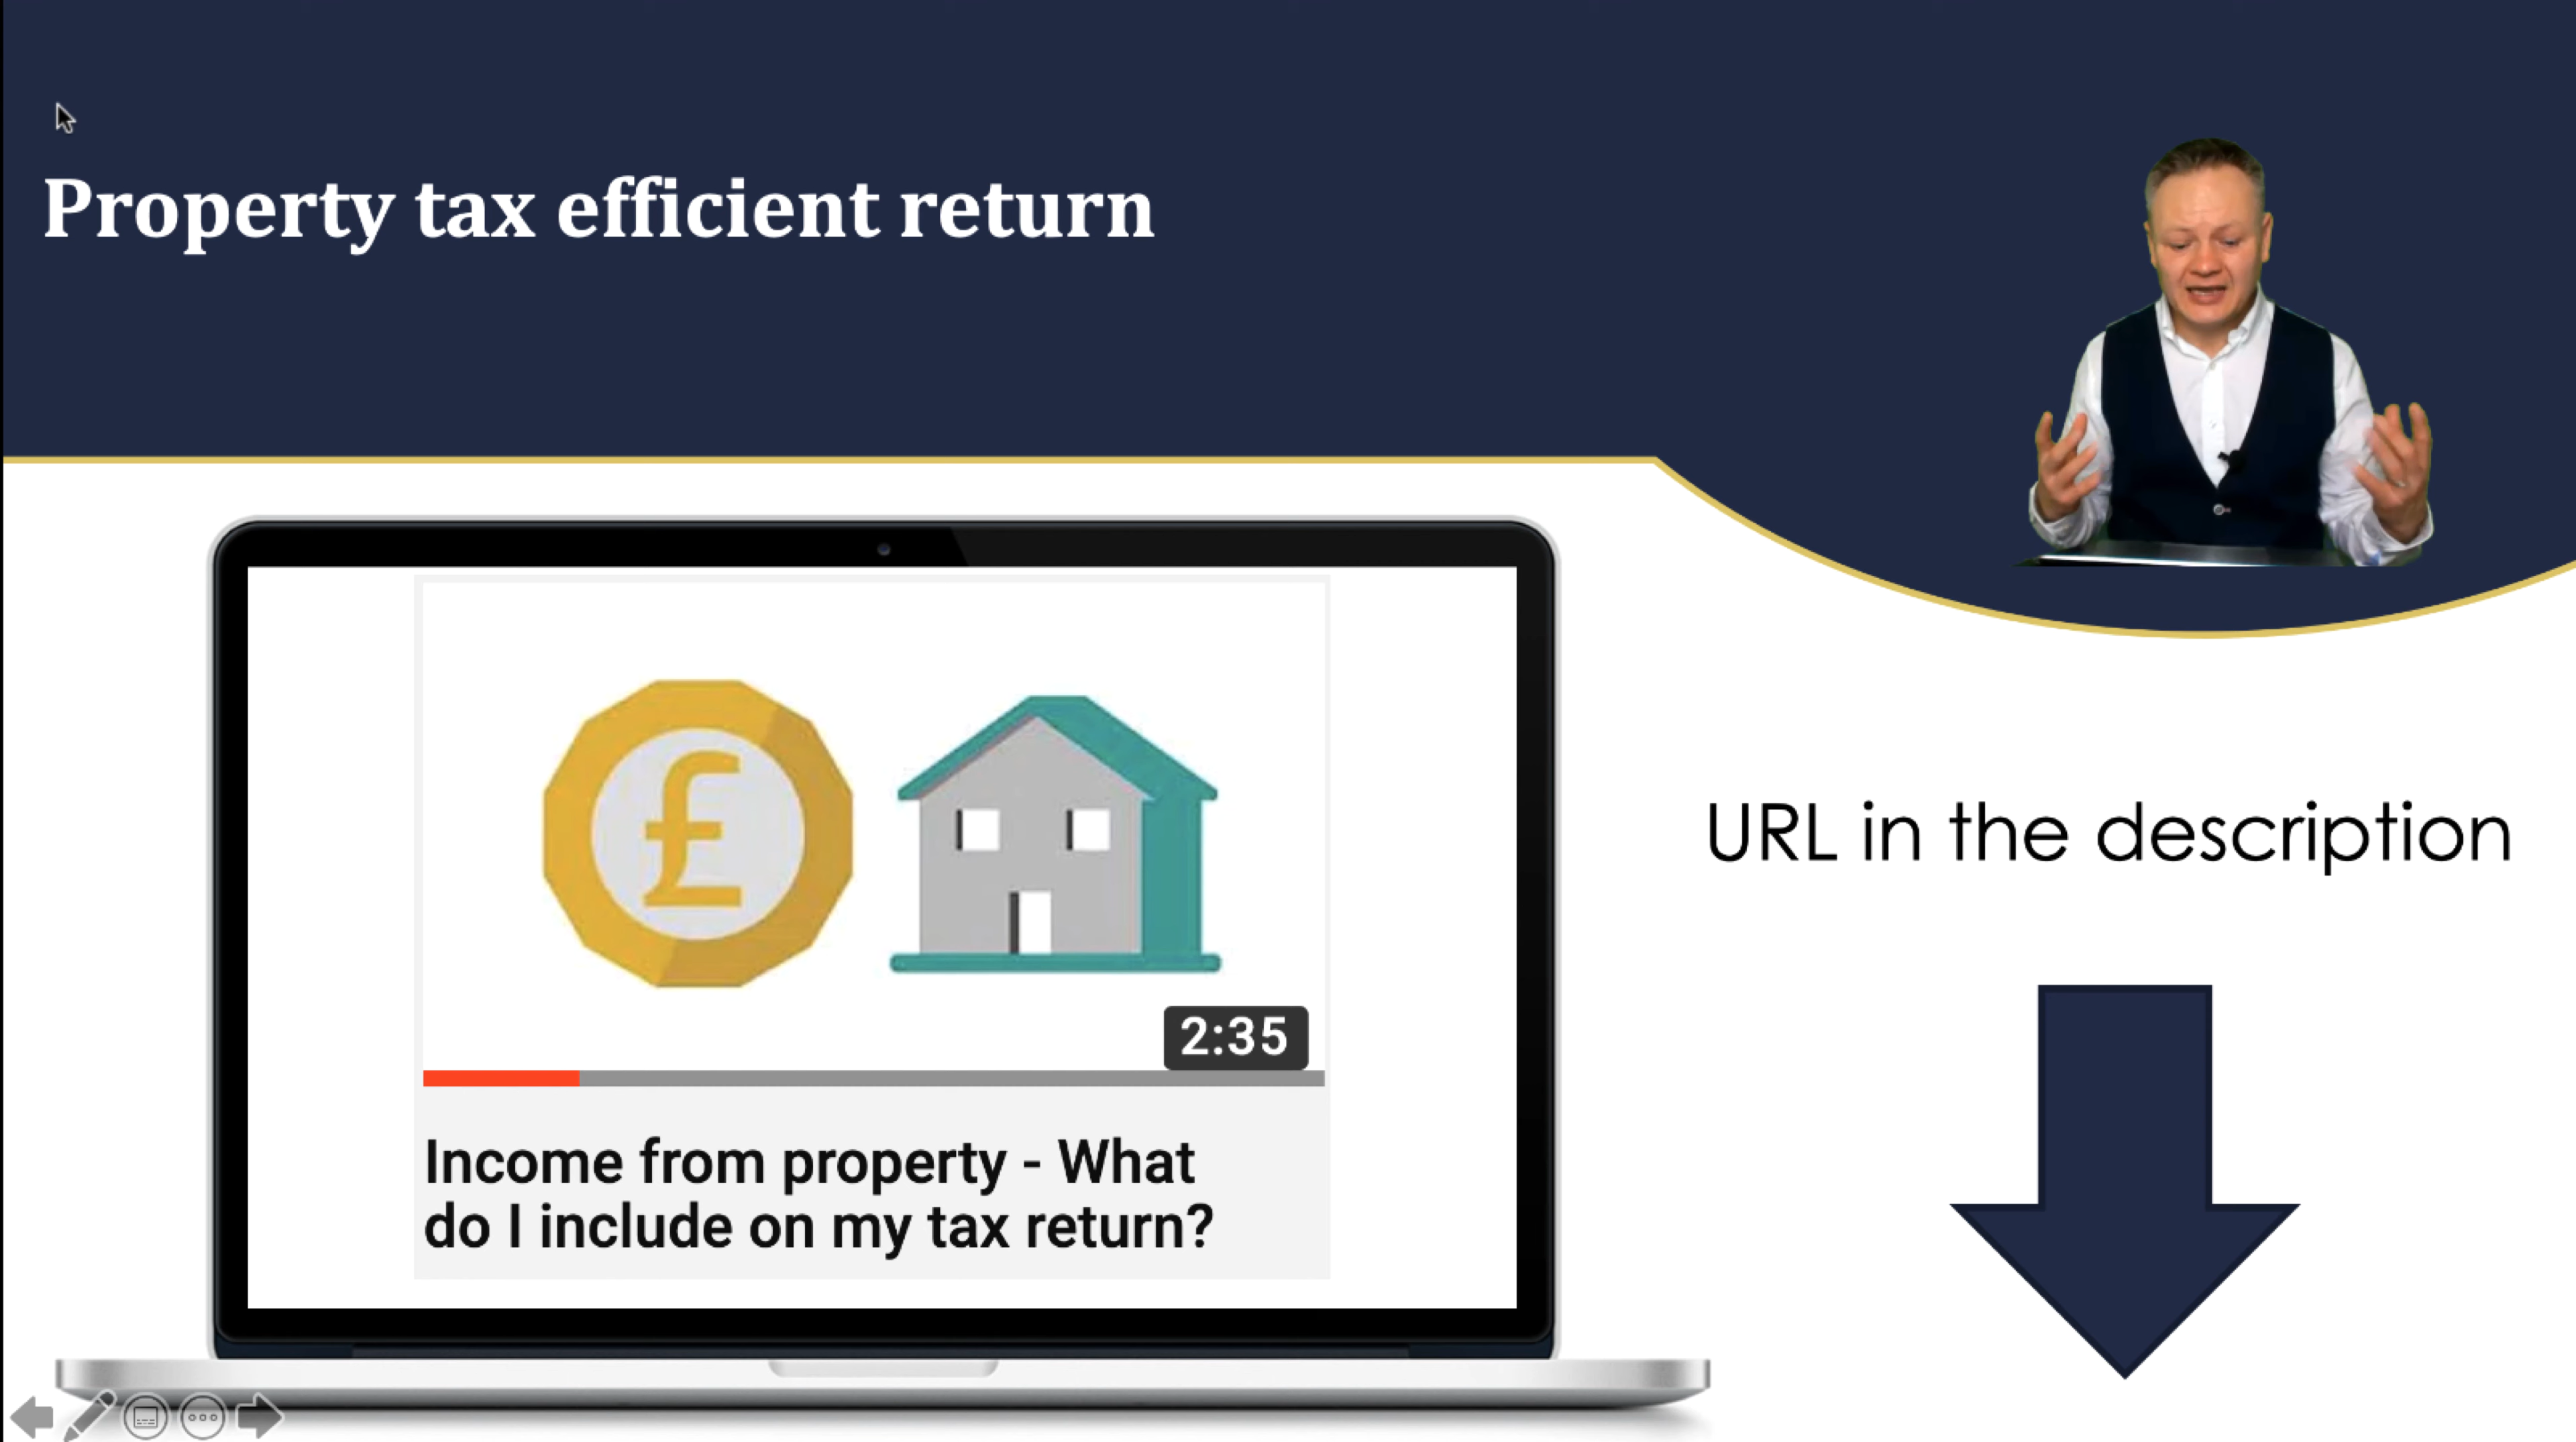 Property tax efficient return
£
2:35
Income from property - What
do I include on my tax return?
URL in the description